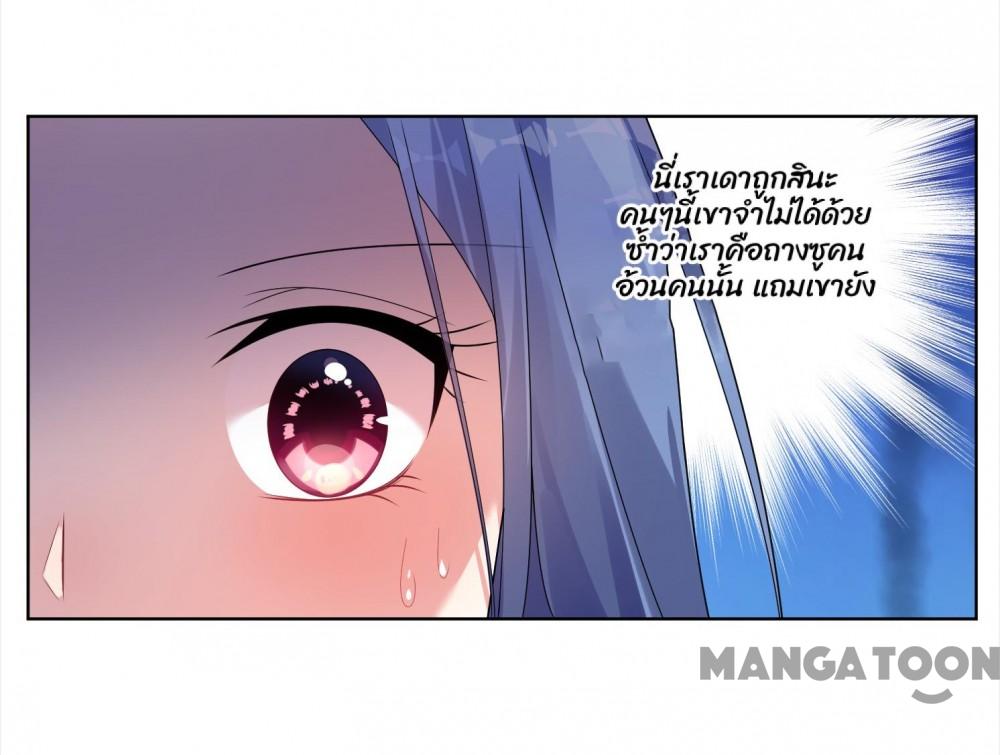 นี่เราเดาถูกสินะ
คนๆนี้เขาจำไม่ได้ด้วย
ซ้ำว่าเราคือถางซูคน
อ้วนคนนั้น แถมเขายัง
MANGATOON